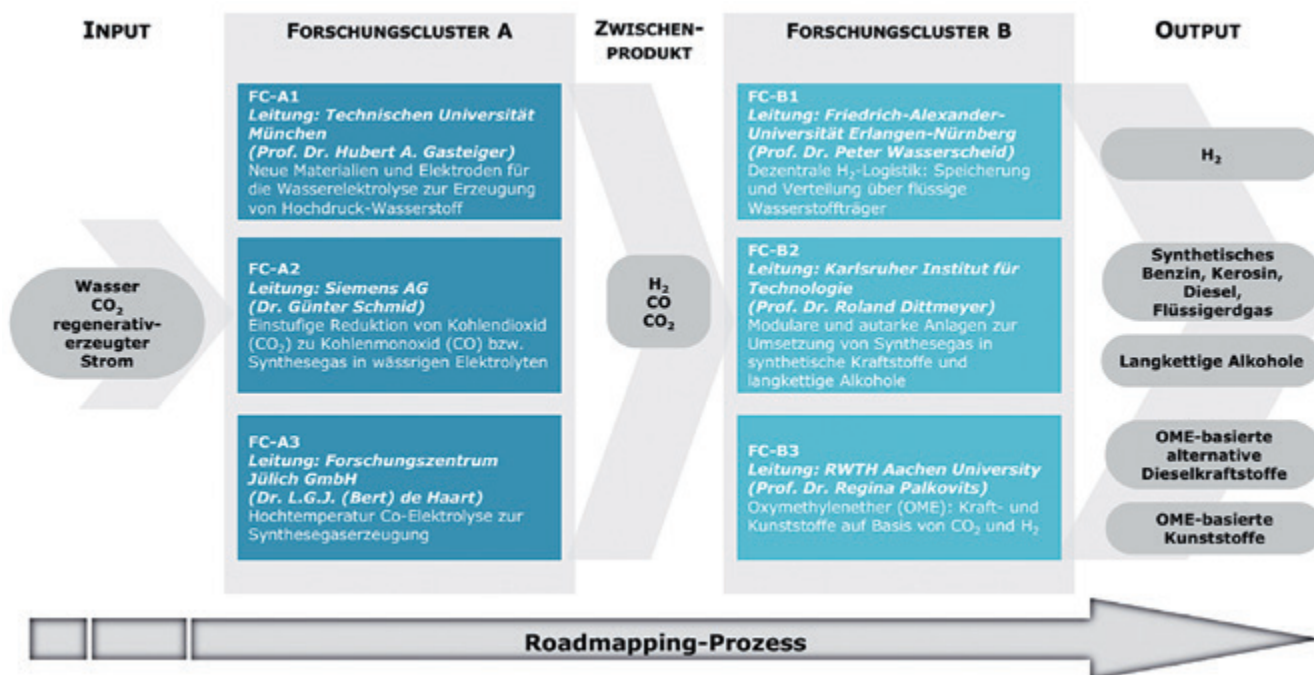 INPUT
FORSCHUNGSCLUSTER A
ZWISCHEN-
PRODUKT
FORSCHUNGSCLUSTER B
OUTPUT
Wasser
CO₂
regenerativ-
erzeugter
Strom
FC-A1
Leitung: Technischen Universität
München
(Prof. Dr. Hubert A. Gasteiger)
Neue Materialien und Elektroden für
die Wasserelektrolyse zur Erzeugung
von Hochdruck-Wasserstoff
FC-A2
Leitung: Siemens AG
(Dr. Günter Schmid)
Einstufige Reduktion von Kohlendioxid
(CO₂) zu Kohlenmonoxid (CO) bzw.
Synthesegas in wässrigen Elektrolyten
FC-A3
Leitung: Forschungszentrum
Jülich GmbH
(Dr. L.G.J. (Bert) de Haart)
Hochtemperatur Co-Elektrolyse zur
Synthesegaserzeugung
H₂
CO
CO₂
FC-B1
Leitung: Friedrich-Alexander-
Universität Erlangen-Nürnberg
(Prof. Dr. Peter Wasserscheid)
Dezentrale H₂-Logistik: Speicherung
und Verteilung über flüssige
Wasserstoffträger
FC-B2
Leitung: Karlsruher Institut für
Technologie
(Prof. Dr. Roland Dittmeyer)
Modulare und autarke Anlagen zur
Umsetzung von Synthesegas in
synthetische Kraftstoffe und
langkettige Alkohole
FC-B3
Leitung: RWTH Aachen University
(Prof. Dr. Regina Palkovits)
Oxymethylenether (OME): Kraft- und
Kunststoffe auf Basis von CO₂ und H₂
H₂
Synthetisches
Benzin, Kerosin,
Diesel,
Flüssigerdgas
Langkettige Alkohole
OME-basierte
alternative
Dieselkraftstoffe
OME-basierte
Kunststoffe
Roadmapping-Prozess